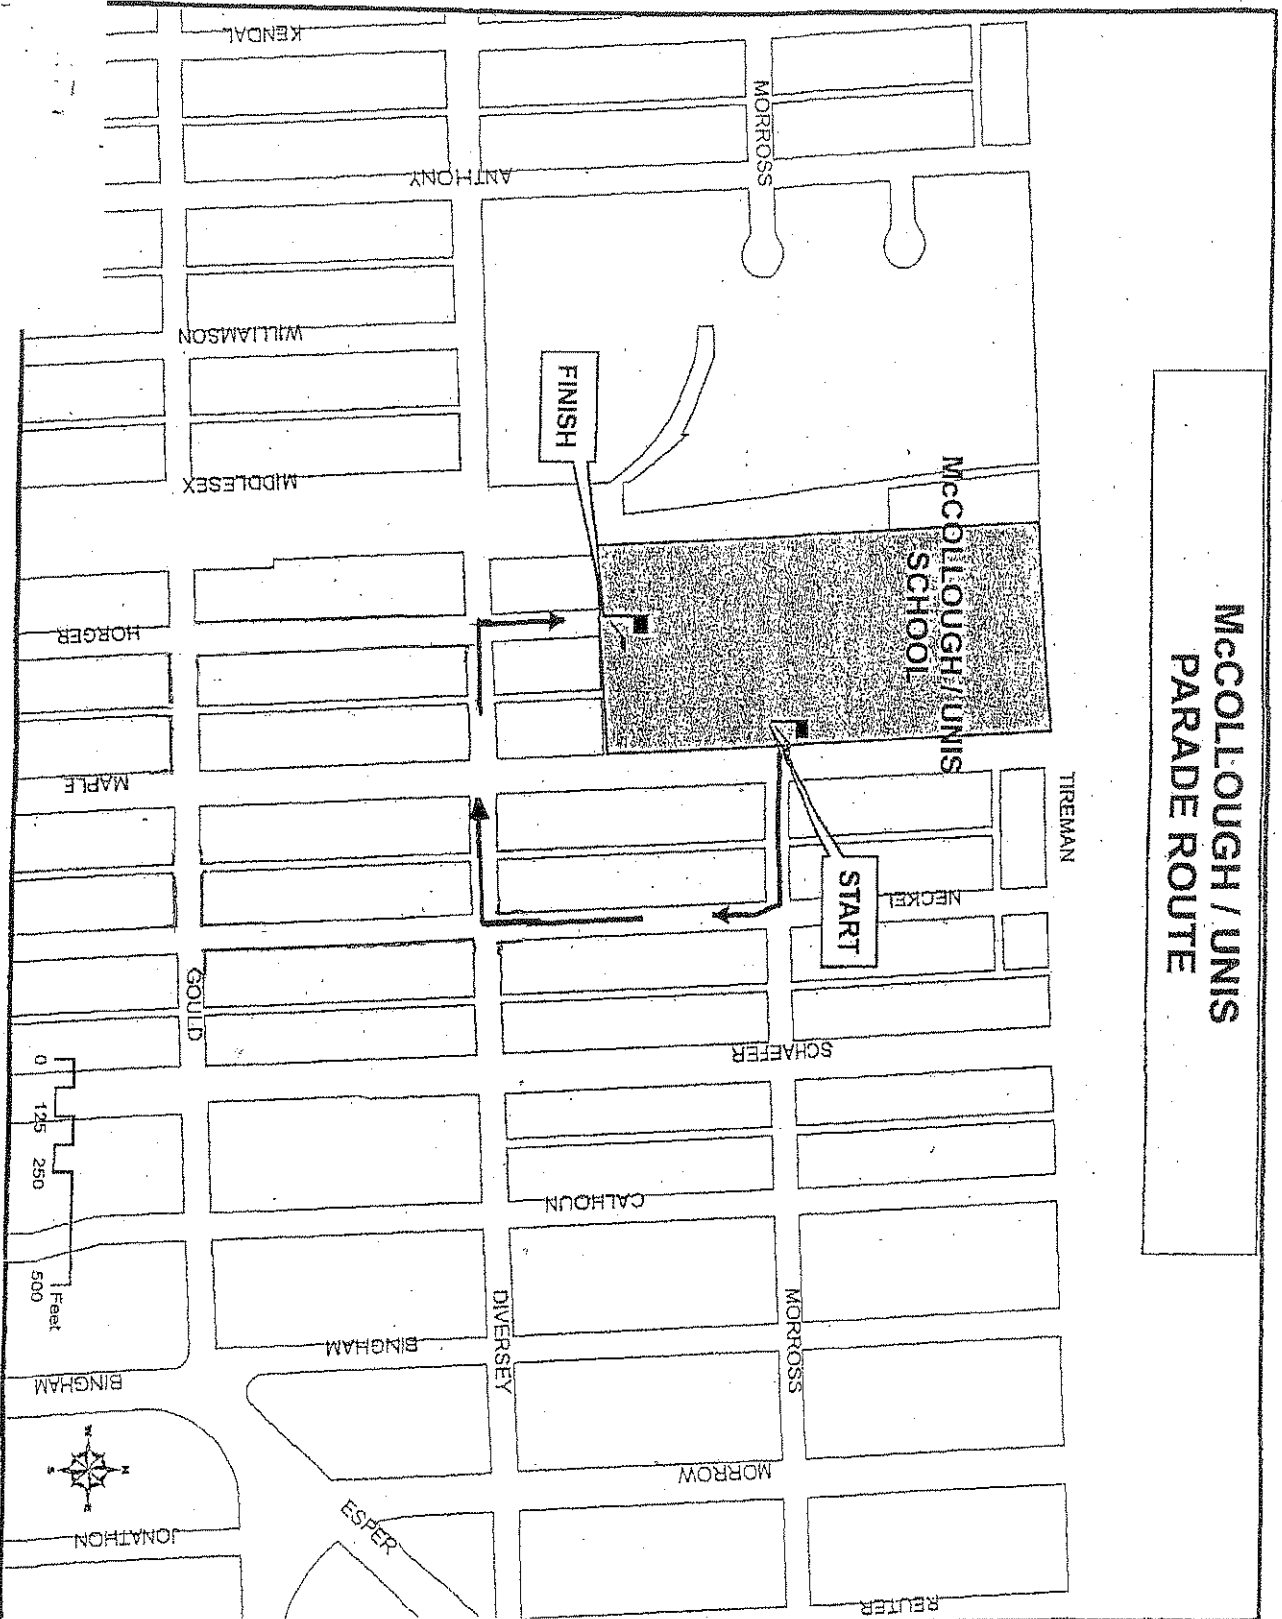 McCOLLOUGH / UNIS
PARADE ROUTE
TIREMAN
McCOLLOUGH / UNIS
SCHOOL
START
FINISH
MORROSS
MORROSS
KENDAL
ANTHONY
WILLIAMSON
MIDDLESEX
HORGER
MAPLE
NECKEL
SCHAEFER
CALHOUN
BINGHAM
BINGHAM
MORROW
REUTER
JONATHON
ESPER
DIVERSEY
GOULD
0 125 250 500
Feet
N
S